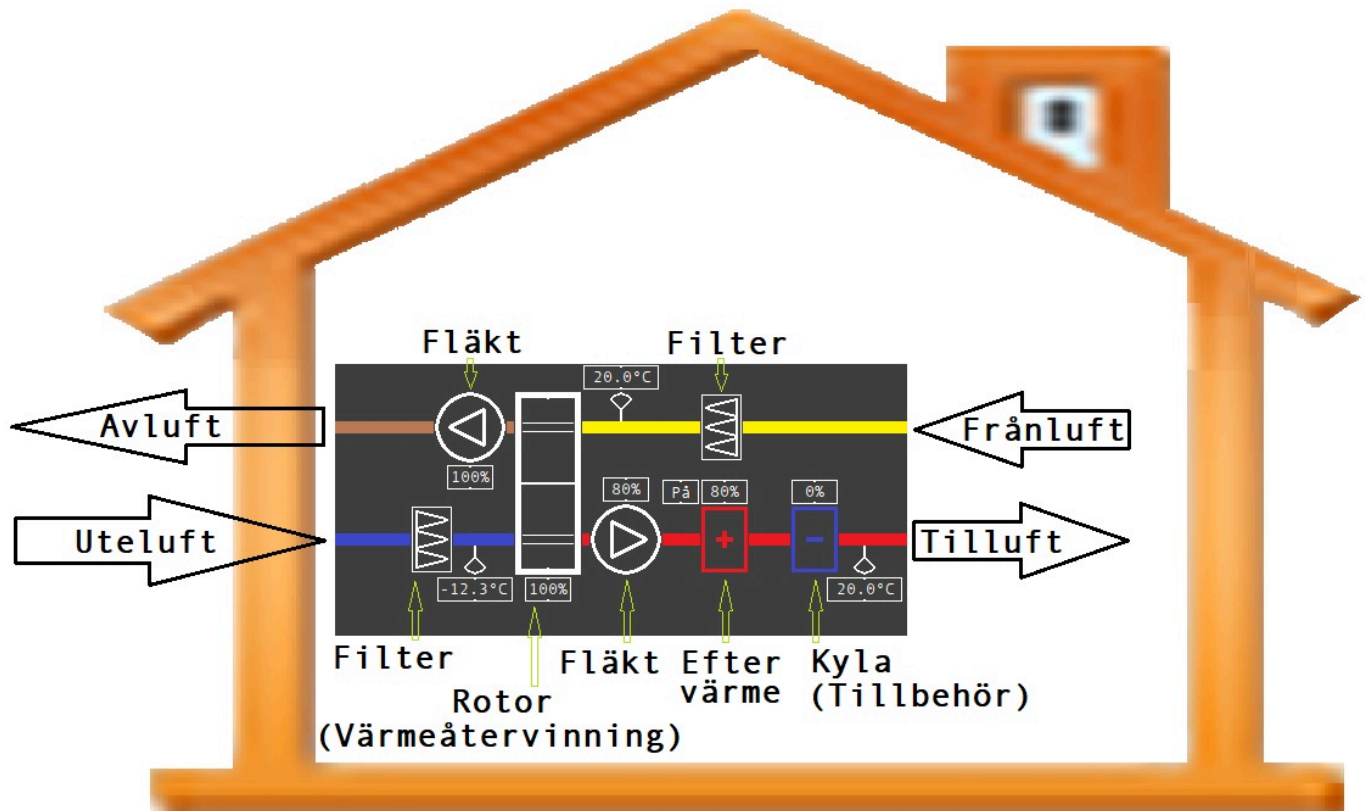 Fläkt
Filter
20.0°C
Avluft
Frånluft
100%
80%
På
80%
0%
Uteluft
Tilluft
-12.3°C
100%
20.0°C
Filter
Fläkt
Efter
värme
Kyla
(Tillbehör)
Rotor
(Värmeåtervinning)